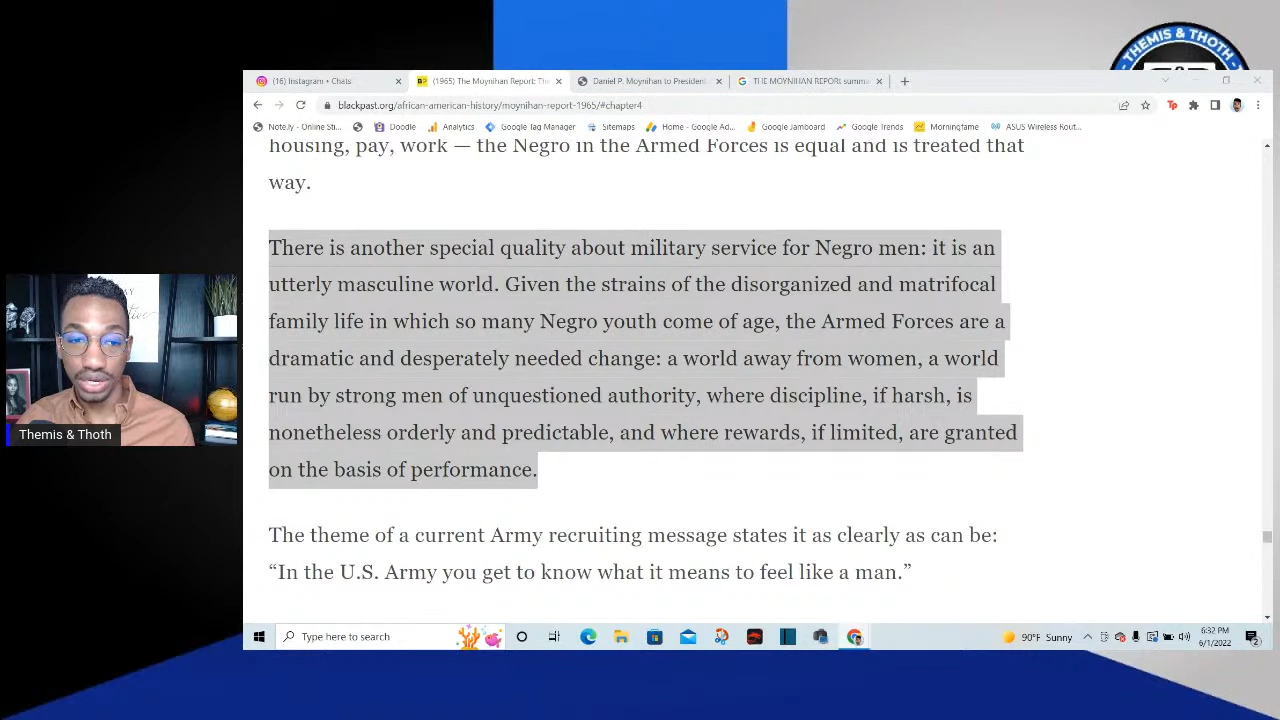 THEMIS & THOTH
(16) Instagram • Chats
(1965) The Moynihan Report: The
Daniel P. Moynihan to President
THE MOYNIHAN REPORt summa
blackpast.org/african-american-history/moynihan-report-1965/#chapter4
Note.ly - Online Sti...
Doodle
Analytics
Google Tag Manager
Sitemaps
Home - Google Ad...
Google Jamboard
Google Trends
Morningfame
ASUS Wireless Rout...
housing, pay, work — the Negro in the Armed Forces is equal and is treated that
way.
There is another special quality about military service for Negro men: it is an
utterly masculine world. Given the strains of the disorganized and matrifocal
family life in which so many Negro youth come of age, the Armed Forces are a
dramatic and desperately needed change: a world away from women, a world
run by strong men of unquestioned authority, where discipline, if harsh, is
nonetheless orderly and predictable, and where rewards, if limited, are granted
on the basis of performance.
The theme of a current Army recruiting message states it as clearly as can be:
“In the U.S. Army you get to know what it means to feel like a man.”
Themis & Thoth
Type here to search
90°F Sunny
6:32 PM
6/1/2022
2